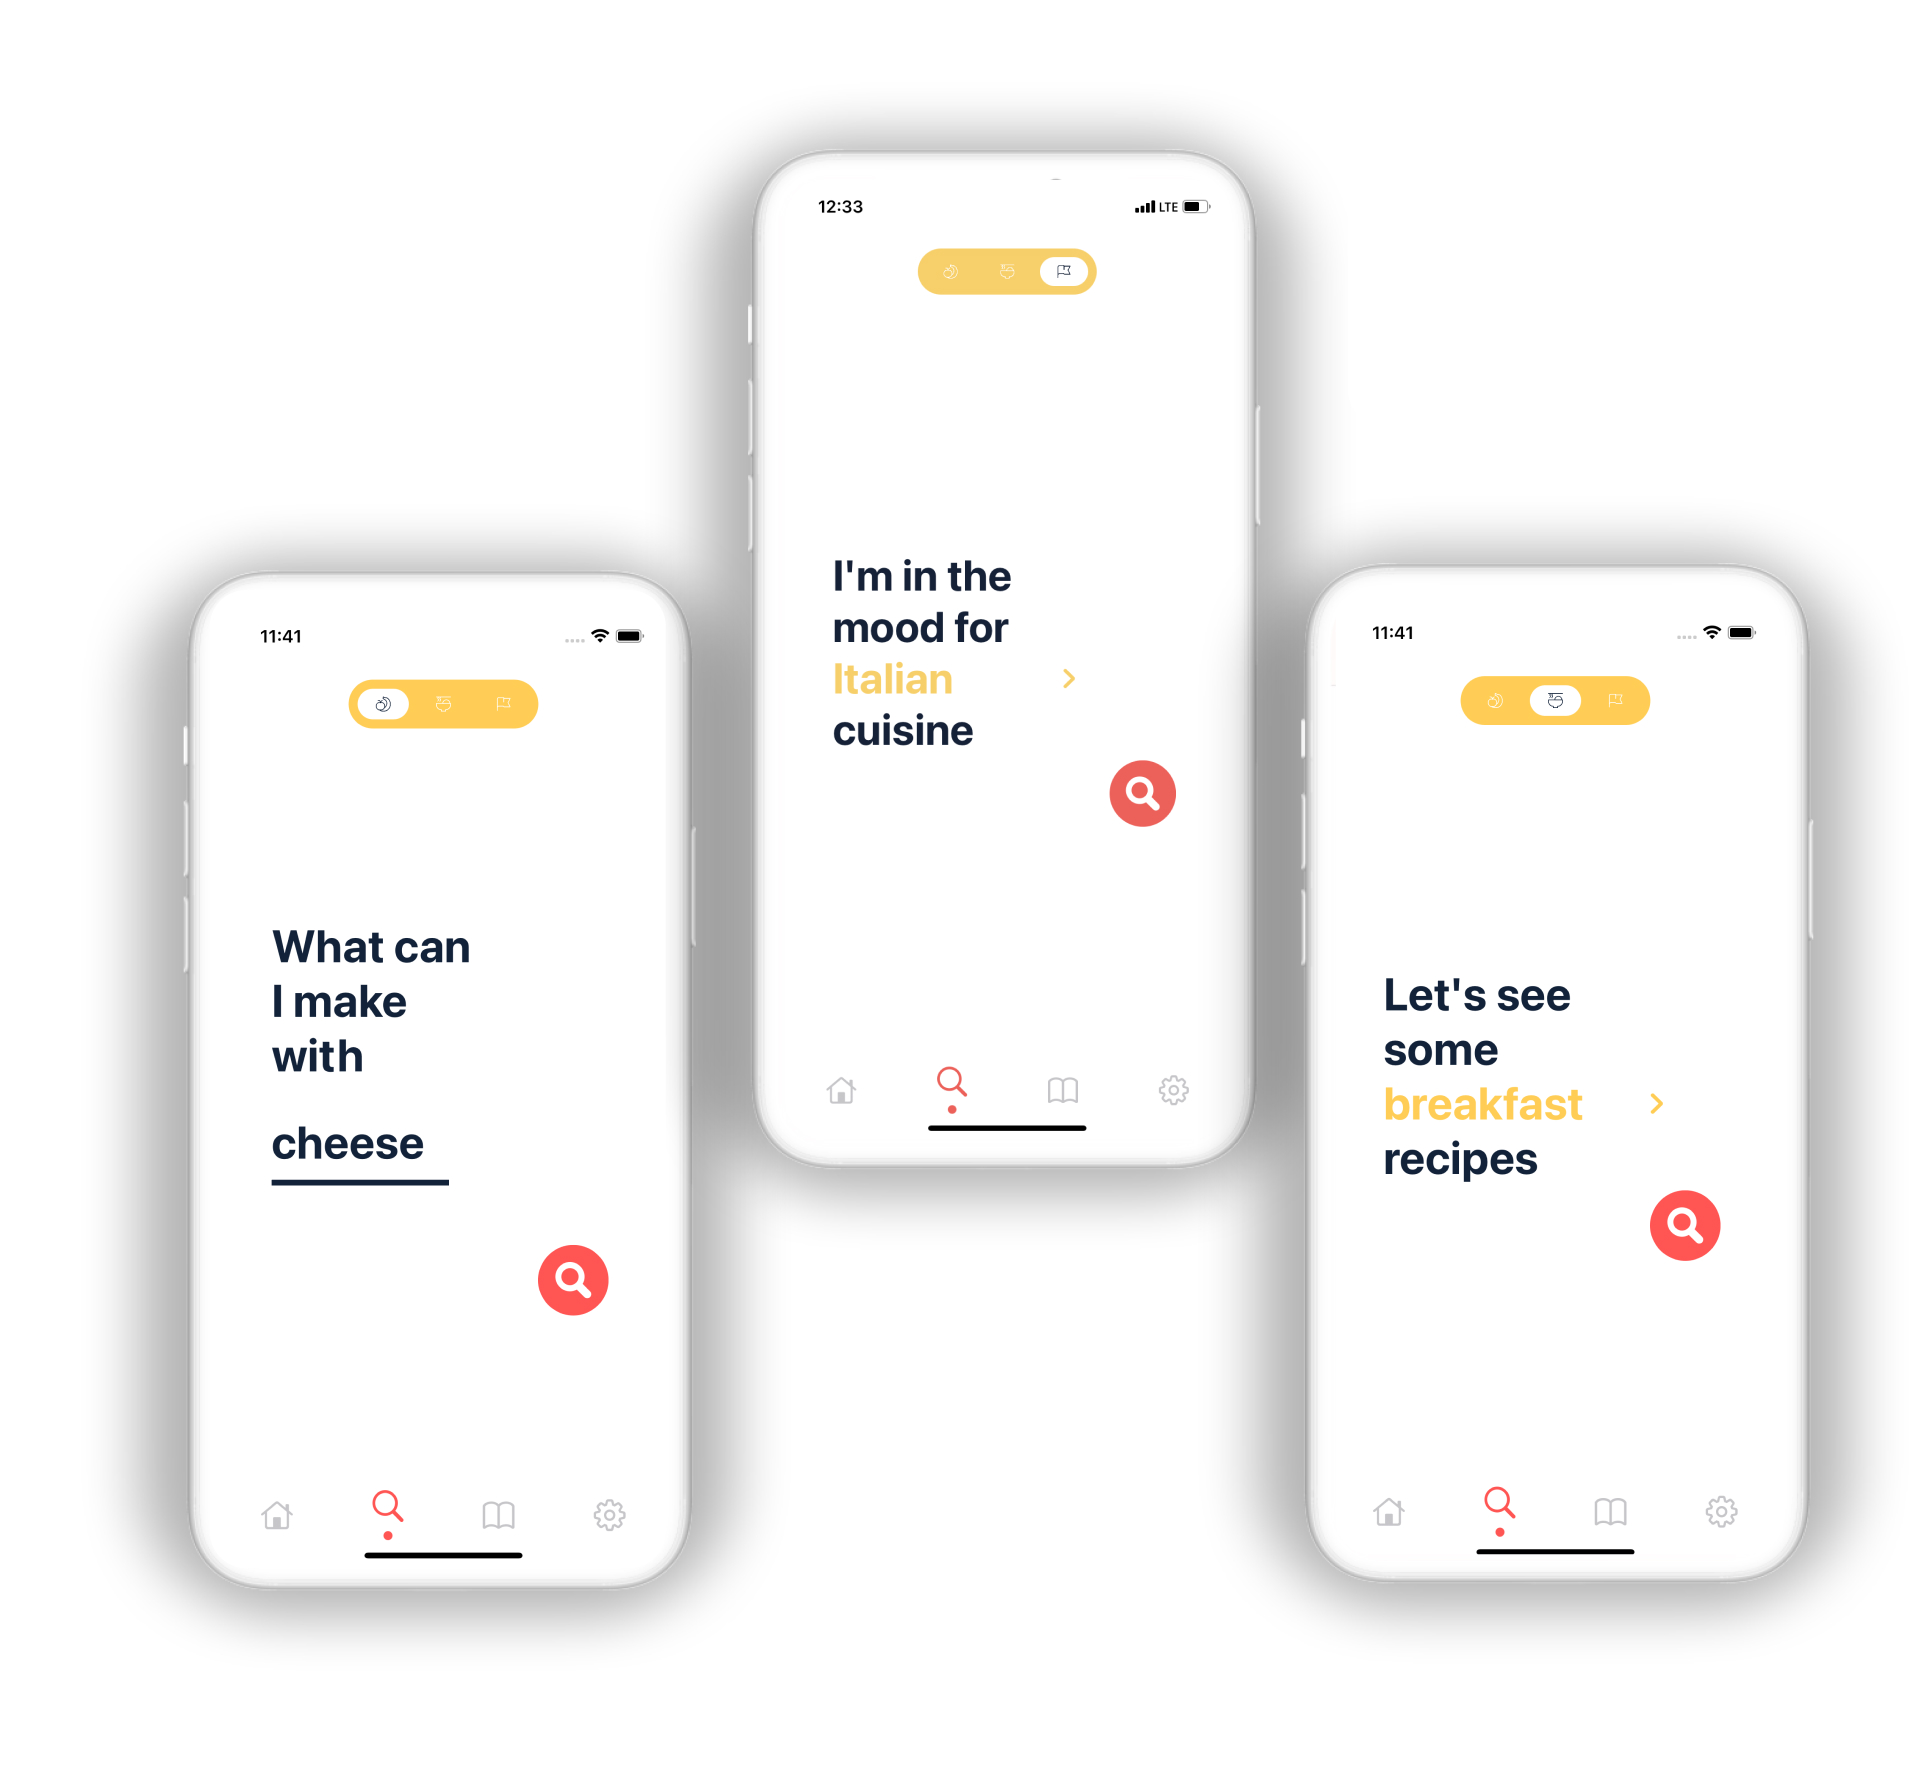 11:41
What can
I make
with
cheese
12:33
LTE
I'm in the
mood for
Italian
cuisine
11:41
Let's see
some
breakfast
recipes